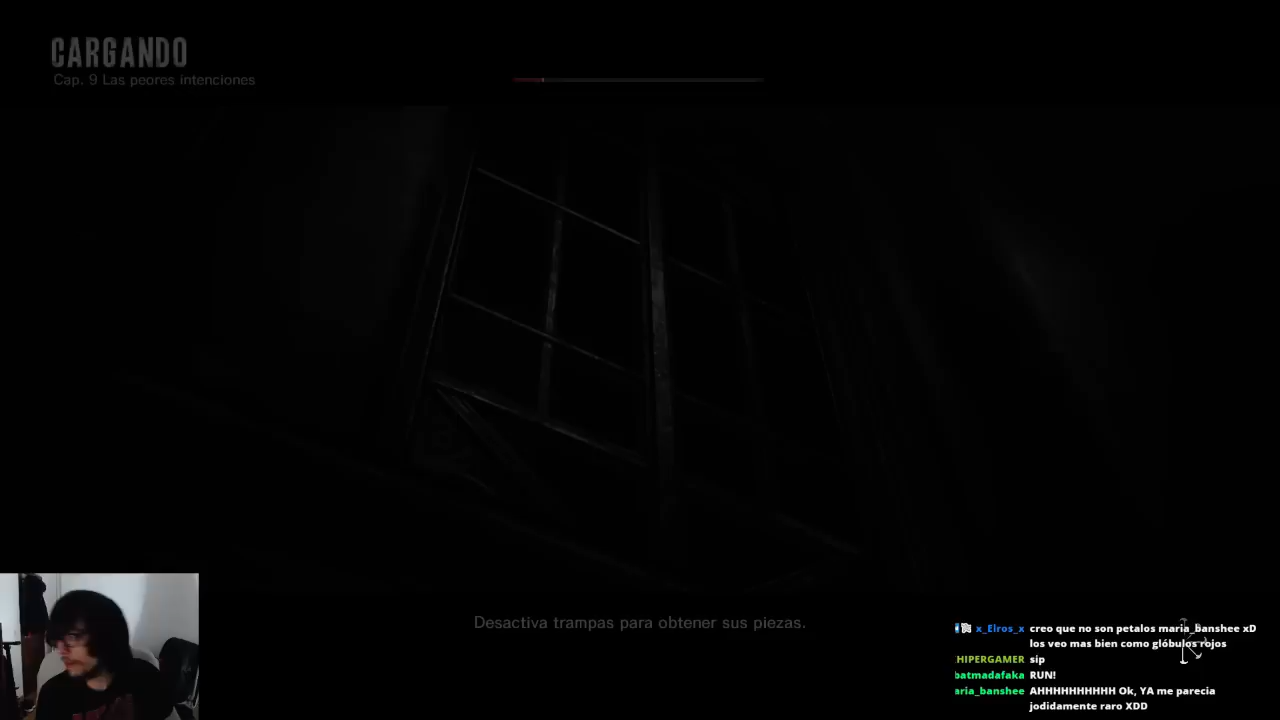 CARGANDO
Cap. 9 Las peores intenciones
Desactiva trampas para obtener sus piezas.
x_Elros_x creo que no son petalos maria_banshee xD
los veo mas bien como glóbulos rojos
HIPERGAMER sip
batmadafaka RUN!
aria_banshee AHHHHHHHHHH Ok, YA me parecia
jodidamente raro XDD